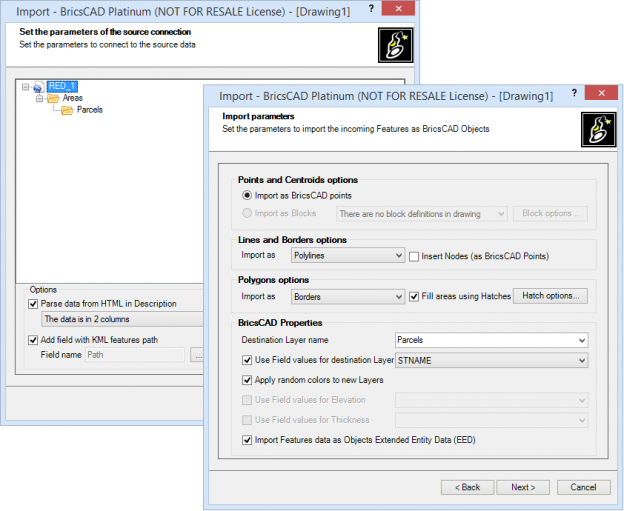 Import - BricsCAD Platinum (NOT FOR RESALE License) - [Drawing1]
?
Set the parameters of the source connection
Set the parameters to connect to the source data
RED_1
Areas
Parcels
Options
Parse data from HTML in Description
The data is in 2 columns
Add field with KML features path
Field name Path ...
Import - BricsCAD Platinum (NOT FOR RESALE License) - [Drawing1]
?
Import parameters
Set the parameters to import the incoming Features as BricsCAD Objects
Points and Centroids options
Import as BricsCAD points
Import as Blocks There are no block definitions in drawing Block options...
Lines and Borders options
Import as Polylines Insert Nodes (as BricsCAD Points)
Polygons options
Import as Borders Fill areas using Hatches Hatch options...
BricsCAD Properties
Destination Layer name Parcels
Use Field values for destination Layer STNAME
Apply random colors to new Layers
Use Field values for Elevation
Use Field values for Thickness
Import Features data as Objects Extended Entity Data (EED)
< Back Next > Cancel